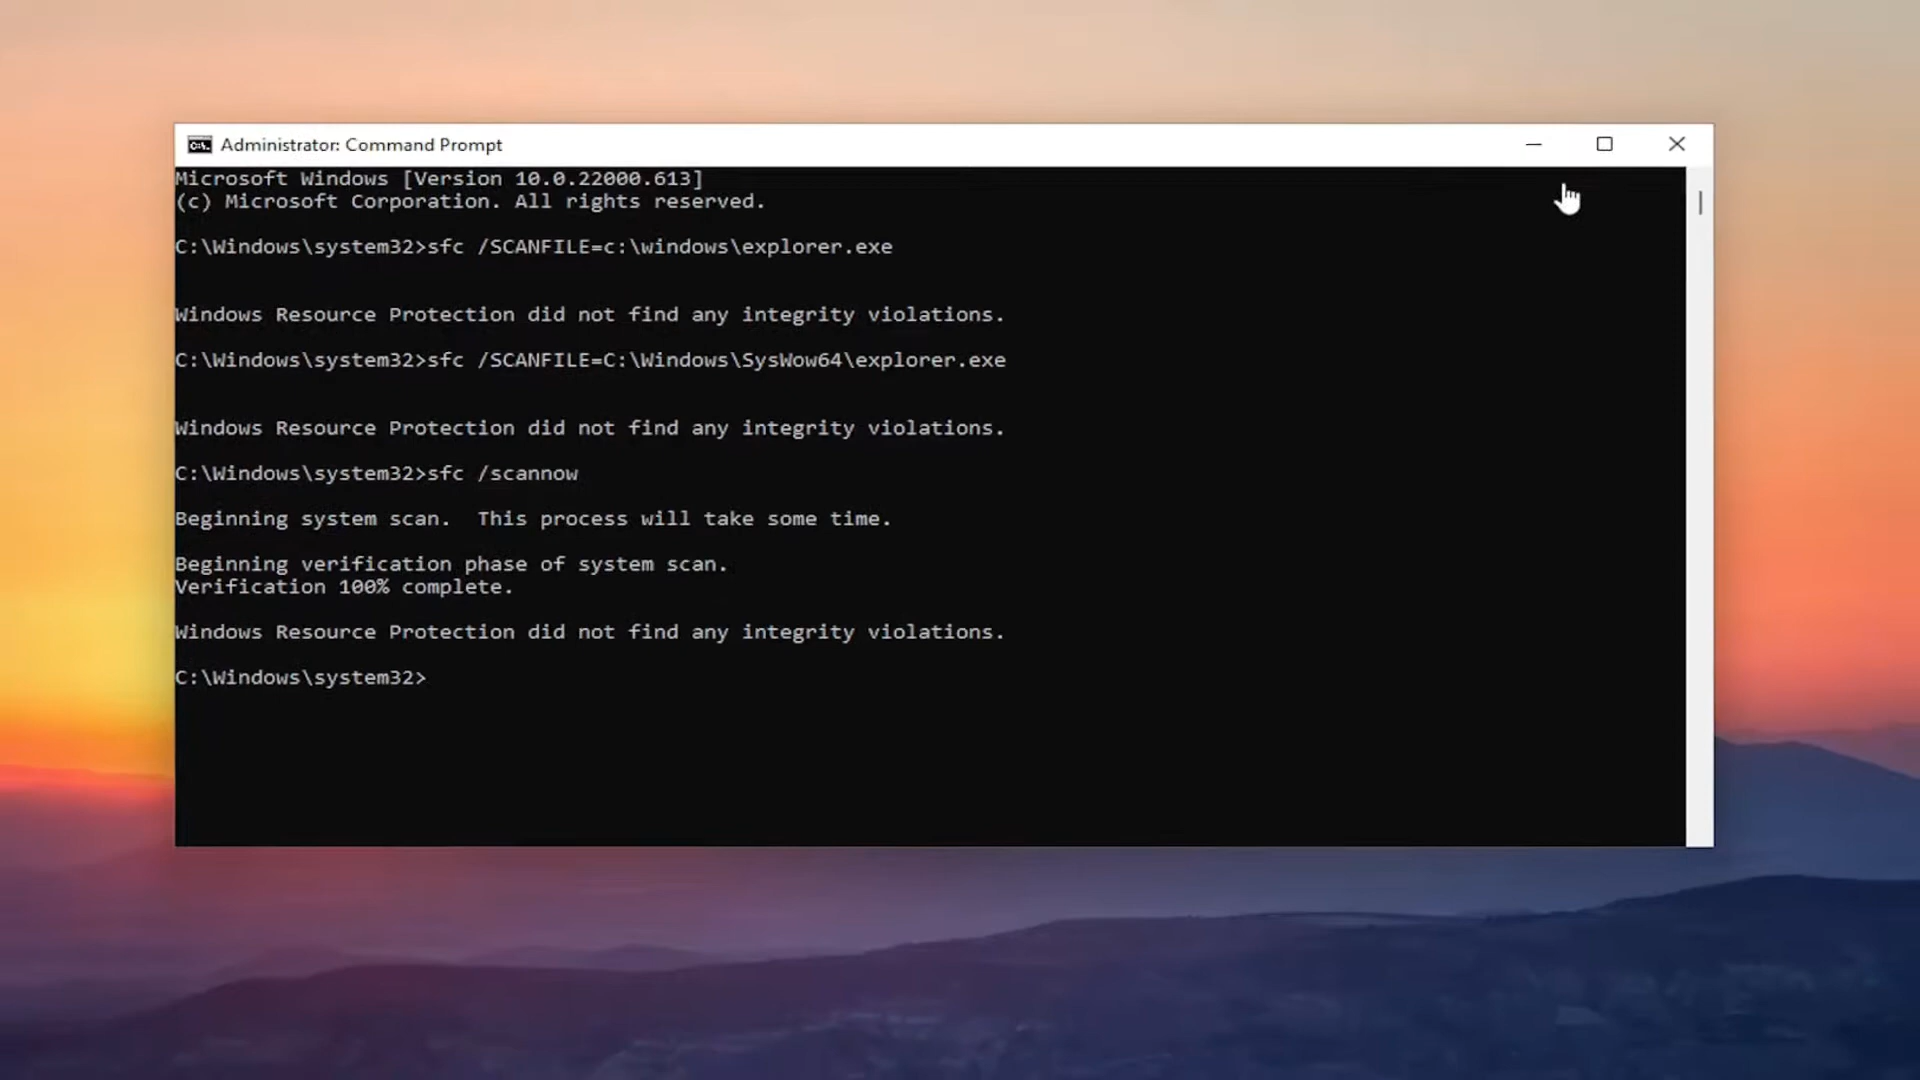 Administrator: Command Prompt
Microsoft Windows [Version 10.0.22000.613]
(c) Microsoft Corporation. All rights reserved.
C:\Windows\system32>sfc /SCANFILE=c:\windows\explorer.exe
Windows Resource Protection did not find any integrity violations.
C:\Windows\system32>sfc /SCANFILE=C:\Windows\SysWow64\explorer.exe
Windows Resource Protection did not find any integrity violations.
C:\Windows\system32>sfc /scannow
Beginning system scan.  This process will take some time.
Beginning verification phase of system scan.
Verification 100% complete.
Windows Resource Protection did not find any integrity violations.
C:\Windows\system32>